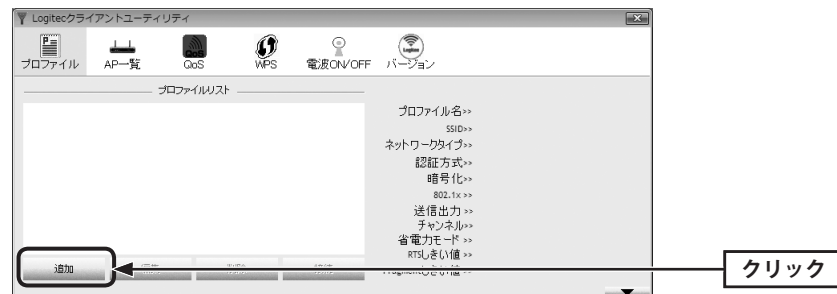 Logitecクライアントユーティリティ
プロファイル
AP一覧
QoS
WPS
電波ON/OFF
バージョン
プロファイルリスト
プロファイル名>>
SSID>>
ネットワークタイプ>>
認証方式>>
暗号化>>
802.1x >>
送信出力 >>
チャンネル>>
省電力モード >>
RTSしきい値 >>
追加
クリック